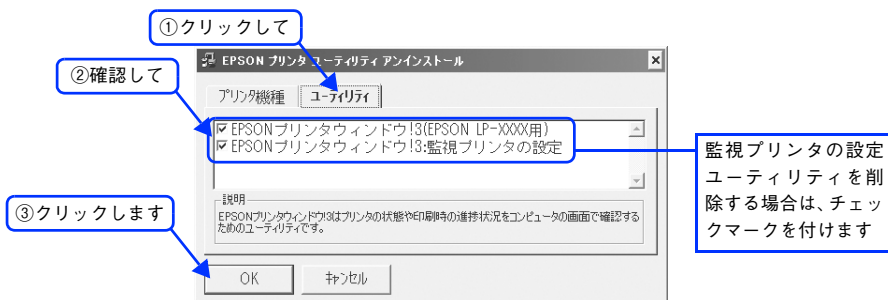 ①クリックして
EPSON プリンタ ユーティリティ アンインストール
②確認して
プリンタ機種
ユーティリティ
EPSONプリンタウィンドウ!3(EPSON LP-XXXX用)
EPSONプリンタウィンドウ!3:監視プリンタの設定
監視プリンタの設定
ユーティリティを削
除する場合は、チェッ
クマークを付けます
説明
EPSONプリンタウィンドウ!3はプリンタの状態や印刷時の進捗状況をコンピュータの画面で確認する
ためのユーティリティです。
③クリックします
OK
キャンセル